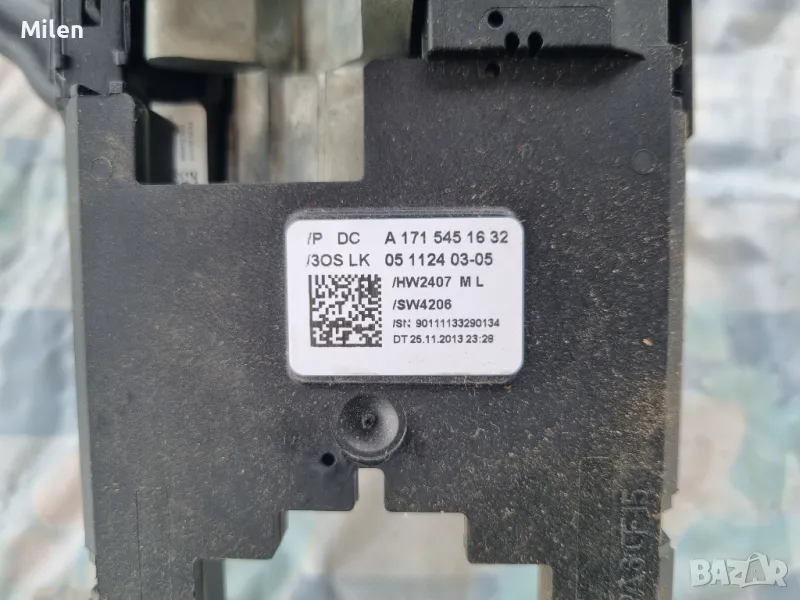 Milen
/P DC A 171 545 16 32
/3OS LK 05 1124 03-05
/HW2407 M L
/SW4206
/SN 90111133290134
DT 25.11.2013 23:28
BAZAR